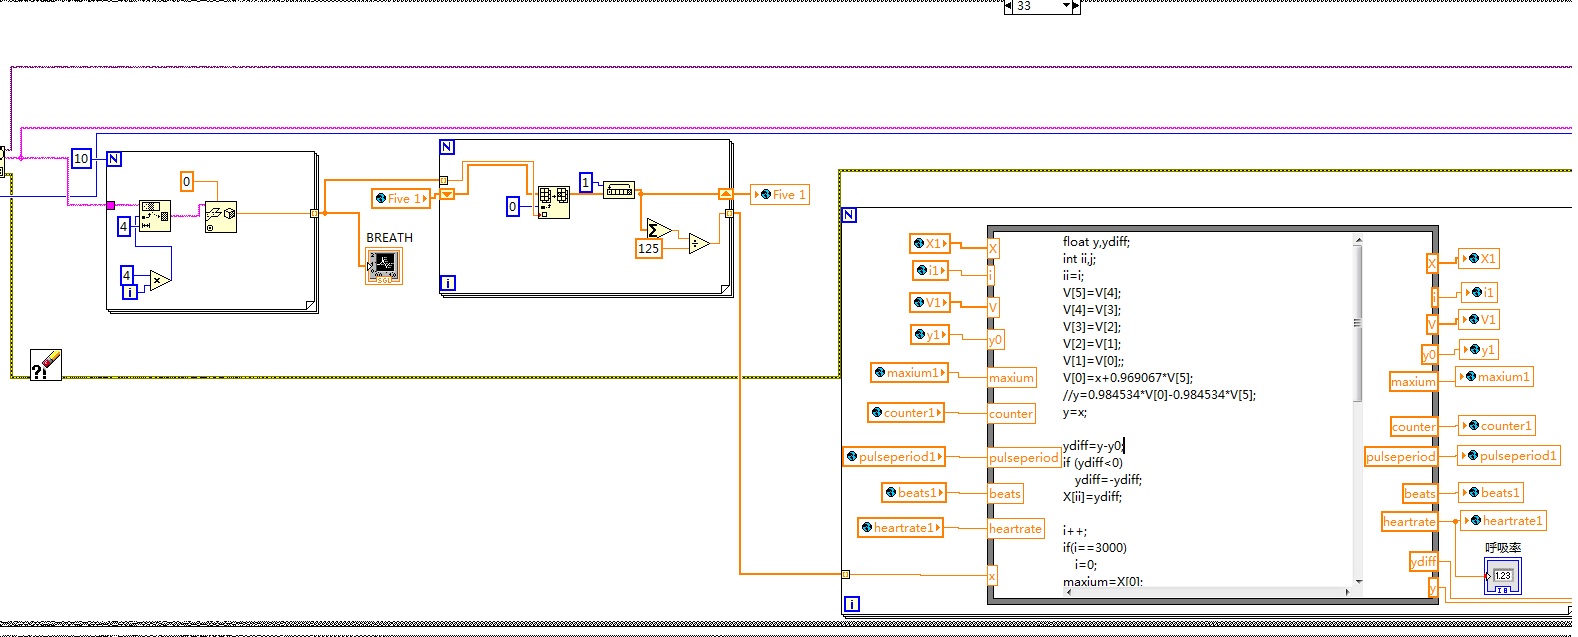 33
10
N
0
4
4
i
BREATH
SGL
Five 1
N
0
1
125
i
Five 1
N
X1
i1
V1
y1
maxium1
counter1
pulseperiod1
beats1
heartrate1
X
i
V
y0
maxium
counter
pulseperiod
beats
heartrate
x
float y,ydiff;
int ii,j;
ii=i;
V[5]=V[4];
V[4]=V[3];
V[3]=V[2];
V[2]=V[1];
V[1]=V[0];;
V[0]=x+0.969067*V[5];
//y=0.984534*V[0]-0.984534*V[5];
y=x;
ydiff=y-y0;
if (ydiff<0)
ydiff=-ydiff;
X[ii]=ydiff;
i++;
if(i==3000)
i=0;
maxium=X[0];
X
i
V
y0
maxium
counter
pulseperiod
beats
heartrate
ydiff
y
X1
i1
V1
y1
maxium1
counter1
pulseperiod1
beats1
heartrate1
呼吸率
1.23
i